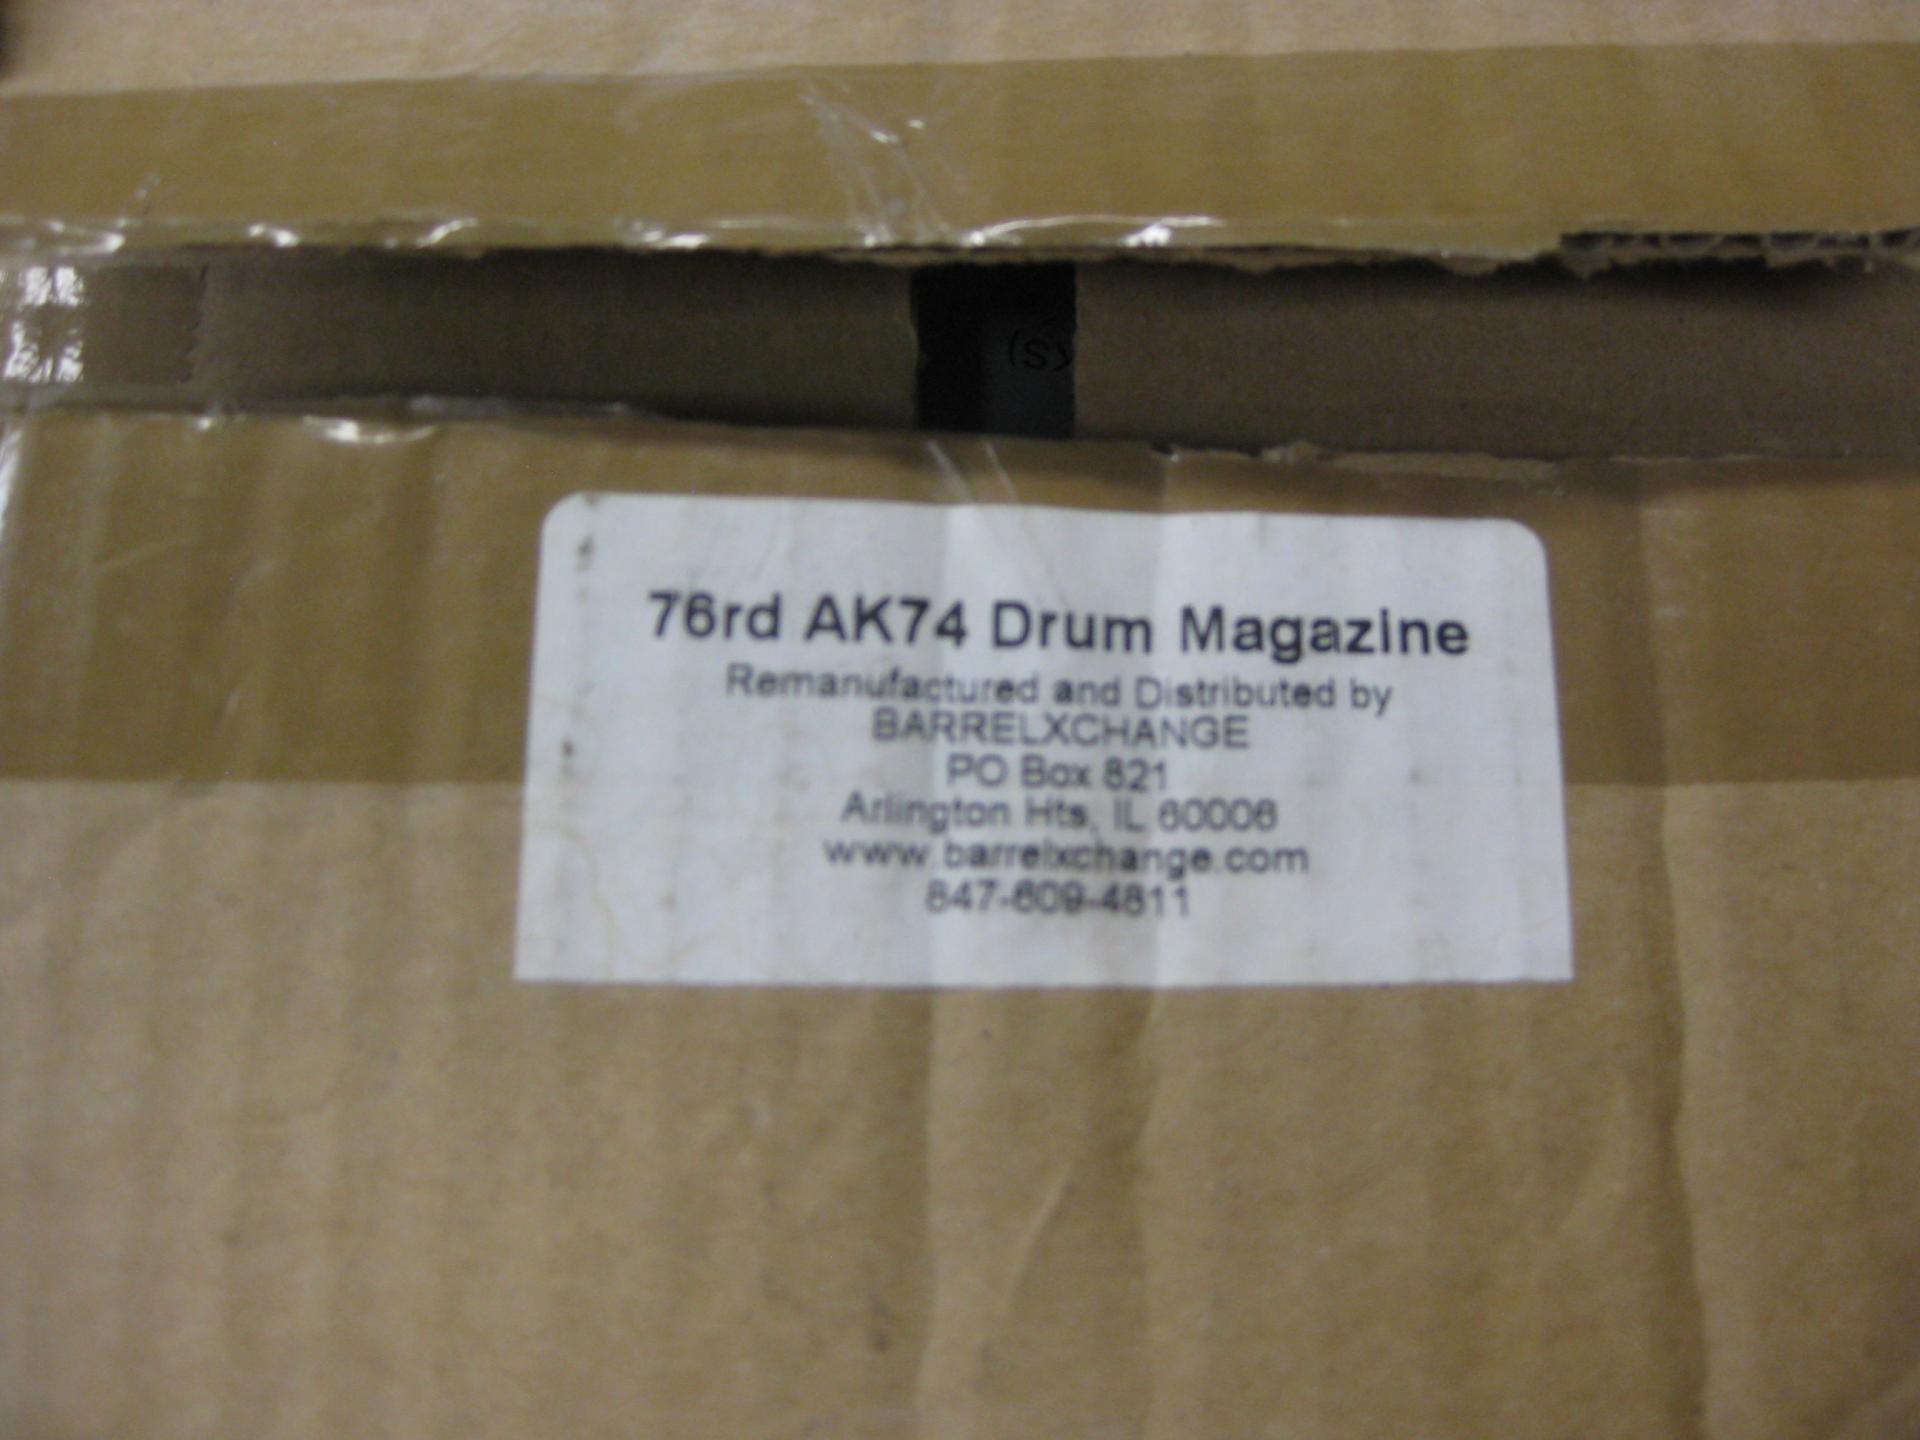 (S)
76rd AK74 Drum Magazine
Remanufactured and Distributed by
BARRELXCHANGE
PO Box 821
Arlington Hts, IL 60006
www.barrelxchange.com
847-609-4811